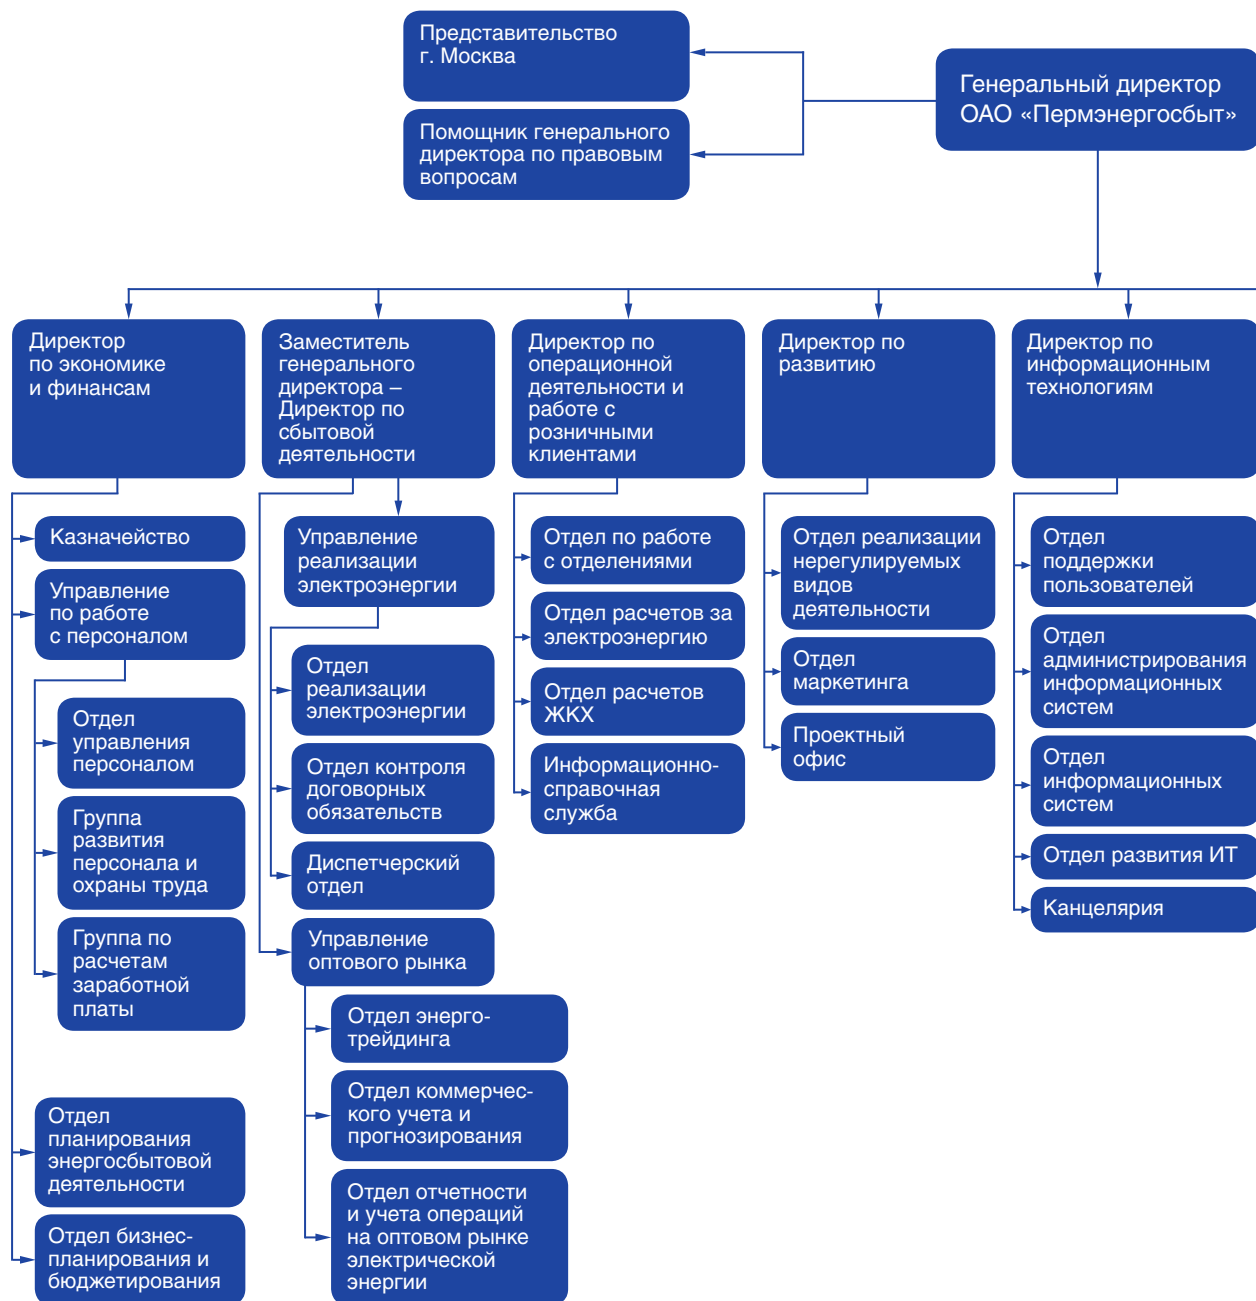 Представительство
г. Москва
Генеральный директор
ОАО «Пермэнергосбыт»
Помощник генерального
директора по правовым
вопросам
Директор
по экономике
и финансам
Заместитель
генерального
директора –
Директор по
сбытовой
деятельности
Директор по
операционной
деятельности и
работе с
розничными
клиентами
Директор по
развитию
Директор по
информационным
технологиям
Казначейство
Управление
по работе
с персоналом
Отдел
управления
персоналом
Группа
развития
персонала и
охраны труда
Группа по
расчетам
заработной
платы
Отдел
планирования
энергосбытовой
деятельности
Отдел бизнес-
планирования и
бюджетирования
Управление
реализации
электроэнергии
Отдел
реализации
электроэнергии
Отдел контроля
договорных
обязательств
Диспетчерский
отдел
Управление
оптового рынка
Отдел энерго-
трейдинга
Отдел коммерчес-
кого учета и
прогнозирования
Отдел отчетности
и учета операций
на оптовом рынке
электрической
энергии
Отдел по работе
с отделениями
Отдел расчетов за
электроэнергию
Отдел расчетов
ЖКХ
Информационно-
справочная
служба
Отдел реализации
нерегулируемых
видов
деятельности
Отдел
маркетинга
Проектный
офис
Отдел
поддержки
пользователей
Отдел
администрирования
информационных
систем
Отдел
информационных
систем
Отдел развития ИТ
Канцелярия